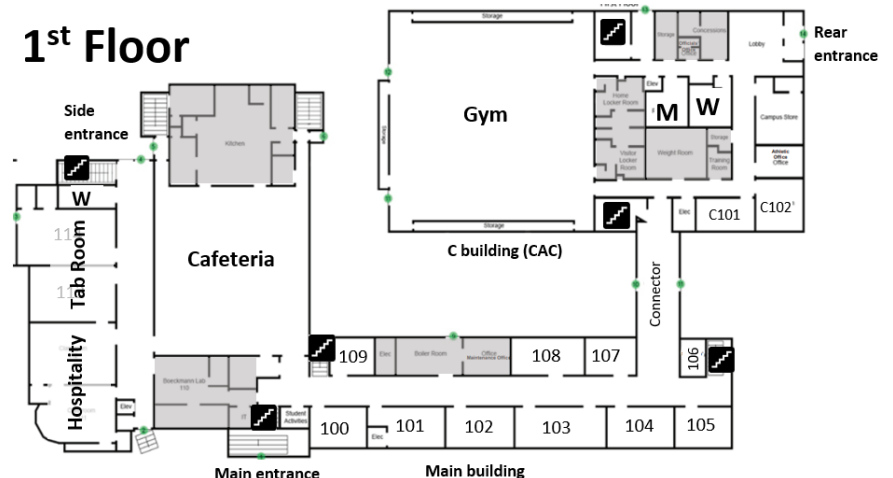 1st Floor
Storage
Storage
Concessions
Lobby
Rear
entrance
Side
entrance
Kitchen
Gym
Storage
Home
Locker Room
Elev
M
W
Campus Store
Visitor
Locker
Room
Weight Room
Storage
Training
Room
Athletic
Office
Office
W
Tab Room
Cafeteria
Storage
Elec
C101
C102
C building (CAC)
Connector
Hospitality
109
Elec
Boiler Room
Office
Maintenance Office
108
107
106
Boeckmann Lab
110
Elev
IT
Student
Activities
100
Elec
101
102
103
104
105
Main entrance
Main building